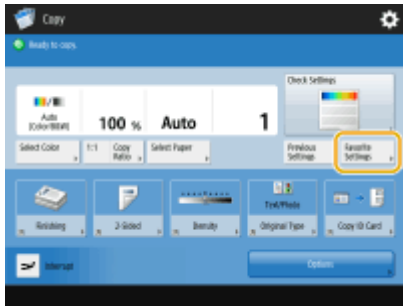 Copy
Ready to copy.
Check Settings
Auto
(Color/B&W)
100 %
Auto
1
Select Color
1:1
Copy
Ratio
Select Paper
Previous
Settings
Favorite
Settings
Text/Photo
Finishing
2-Sided
Density
Original Type
Copy ID Card
Interrupt
Options